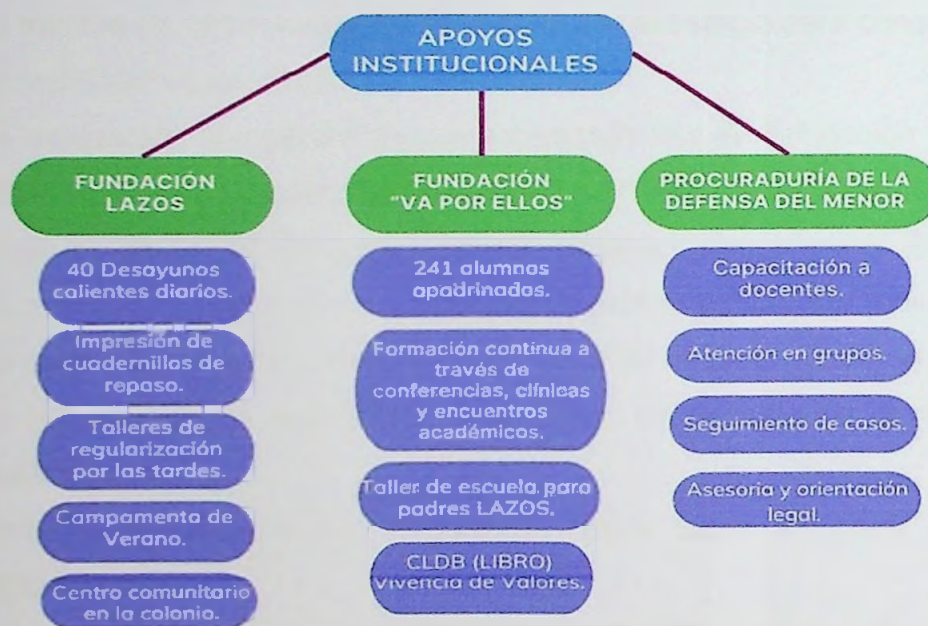 APOYOS
INSTITUCIONALES
FUNDACIÓN
LAZOS
40 Desayunos
calientes diarios.
Impresión de
cuadernillos de
repaso.
Talleres de
regularización
por las tardes.
Campamento de
Verano.
Centro comunitario
en la colonia.
FUNDACIÓN
"VA POR ELLOS"
241 alumnos
apadrinados.
Formación continua a
través de
conferencias, clínicas
y encuentros
académicos.
Taller de escuela para
padres LAZOS.
CLDB (LIBRO)
Vivencia de Valores.
PROCURADURÍA DE LA
DEFENSA DEL MENOR
Capacitación a
docentes.
Atención en grupos.
Seguimiento de casos.
Asesoria y orientación
legal.